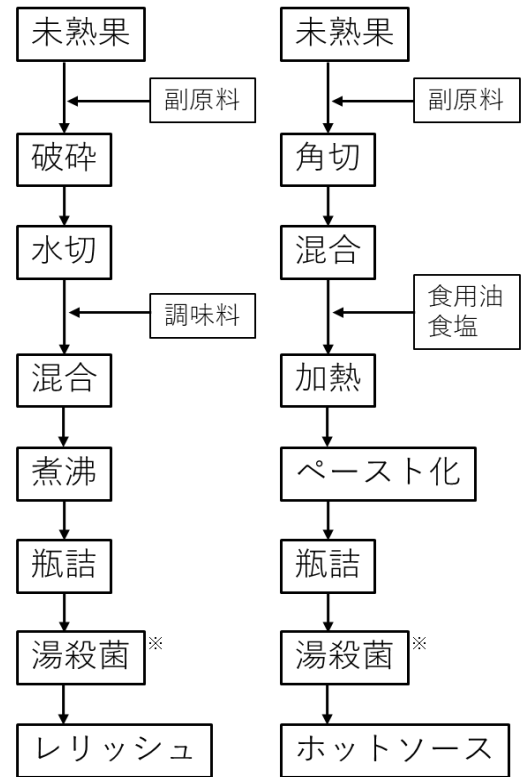 未熟果
副原料
破砕
水切
調味料
混合
煮沸
瓶詰
湯殺菌※
レリッシュ
未熟果
副原料
角切
混合
食用油
食塩
加熱
ペースト化
瓶詰
湯殺菌※
ホットソース